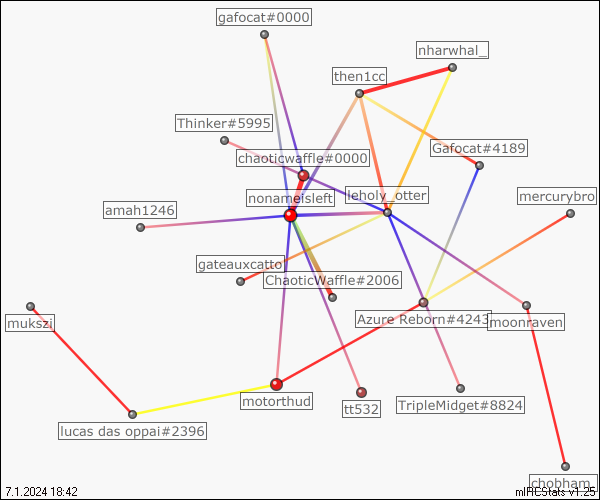 gafocat#0000
nharwhal_
then1cc
Thinker#5995
Gafocat#4189
chaoticwaffle#0000
nonameisleft
leholy_otter
mercurybro
amah1246
gateauxcatto
ChaoticWaffle#2006
mukszi
Azure Reborn#4243
moonraven
motorthud
tt532
TripleMidget#8824
lucas das oppai#2396
chobham_
7.1.2024 18:42
mIRCStats v1.25